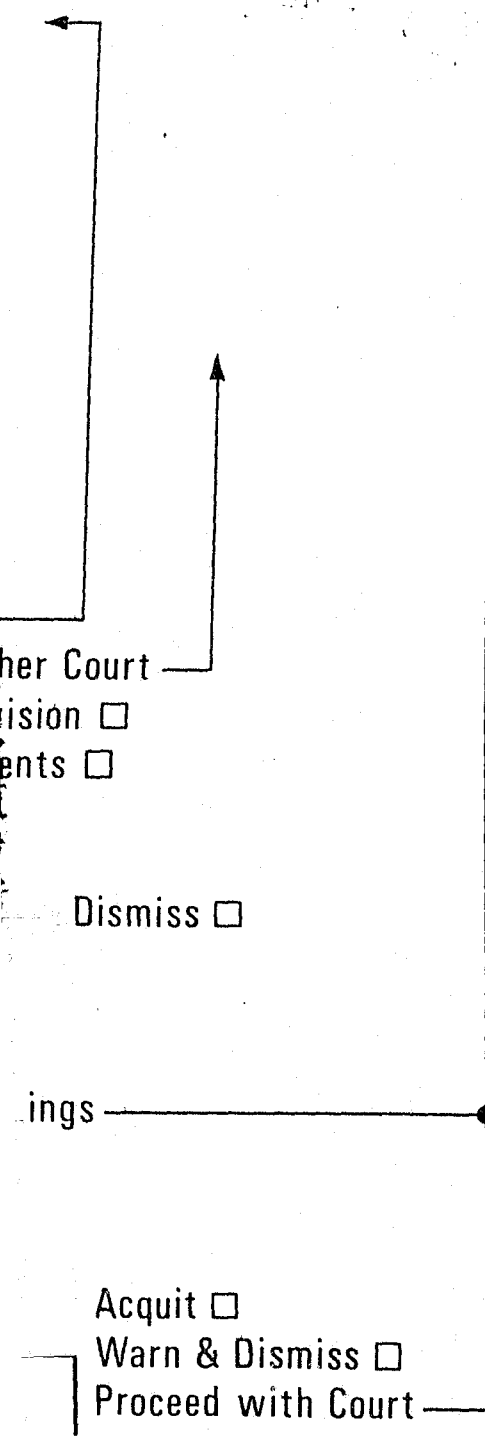 her Court
ision □
ents □
Dismiss □
ings
Acquit □
Warn & Dismiss □
Proceed with Court